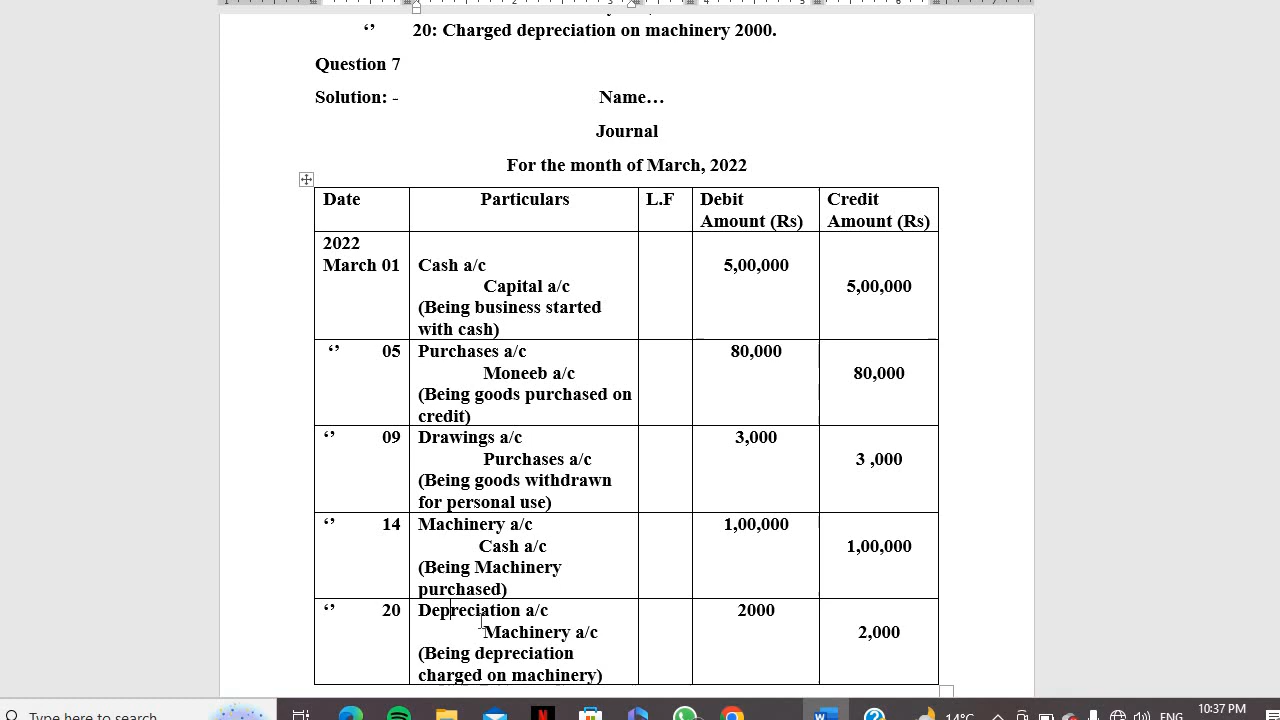 ‘’ 20: Charged depreciation on machinery 2000.
Question 7
Solution: - Name…
Journal
For the month of March, 2022
Date Particulars L.F Debit Amount (Rs) Credit Amount (Rs)
2022
March 01 Cash a/c 5,00,000
Capital a/c 5,00,000
(Being business started
with cash)
‘’ 05 Purchases a/c 80,000
Moneeb a/c 80,000
(Being goods purchased on
credit)
‘’ 09 Drawings a/c 3,000
Purchases a/c 3 ,000
(Being goods withdrawn
for personal use)
‘’ 14 Machinery a/c 1,00,000
Cash a/c 1,00,000
(Being Machinery
purchased)
‘’ 20 Depreciation a/c 2000
Machinery a/c 2,000
(Being depreciation
charged on machinery)
Type here to search 14°C ENG 10:37 PM